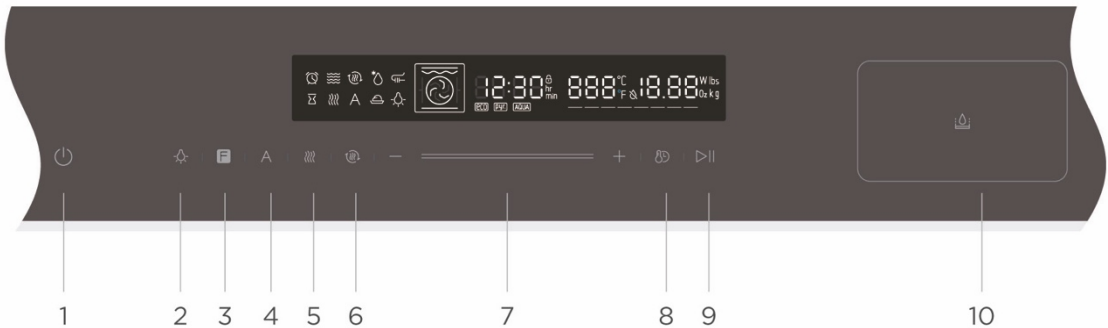 A 12:30 hr min 888 °C °F 18.88 W lbs Oz kg
ECO Pyr AQUA
F A − +
1 2 3 4 5 6 7 8 9 10